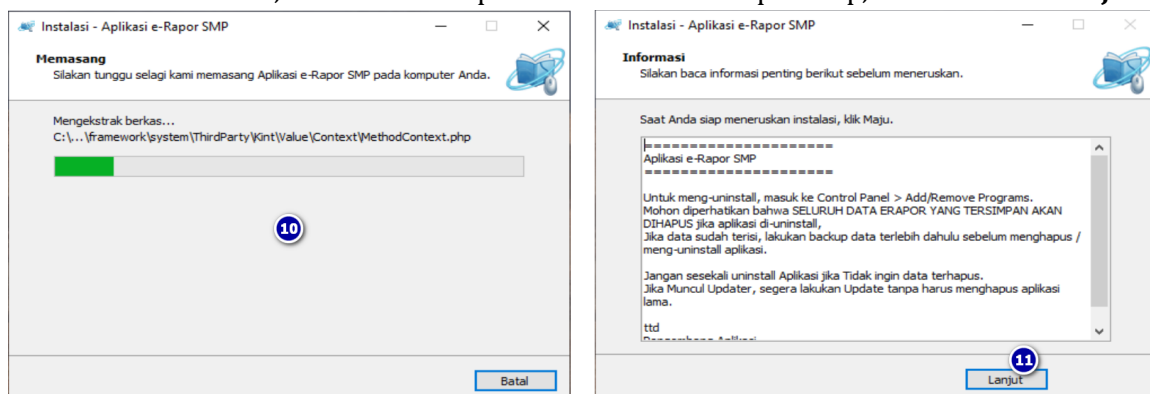 Instalasi - Aplikasi e-Rapor SMP
Memasang
Silakan tunggu selagi kami memasang Aplikasi e-Rapor SMP pada komputer Anda.
Mengekstrak berkas...
C:\...\framework\system\ThirdParty\Kint\Value\Context\MethodContext.php
10
Batal
Instalasi - Aplikasi e-Rapor SMP
Informasi
Silakan baca informasi penting berikut sebelum meneruskan.
Saat Anda siap meneruskan instalasi, klik Maju.
=====================
Aplikasi e-Rapor SMP
=====================
Untuk meng-uninstall, masuk ke Control Panel > Add/Remove Programs.
Mohon diperhatikan bahwa SELURUH DATA ERAPOR YANG TERSIMPAN AKAN
DIHAPUS jika aplikasi di-uninstall,
Jika data sudah terisi, lakukan backup data terlebih dahulu sebelum menghapus /
meng-uninstall aplikasi.
Jangan sesekali uninstall Aplikasi jika Tidak ingin data terhapus.
Jika Muncul Updater, segera lakukan Update tanpa harus menghapus aplikasi
lama.
ttd
Pengembang Aplikasi
11
Lanjut